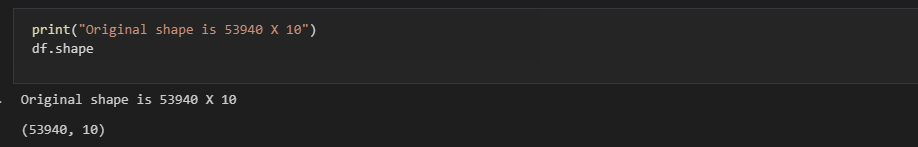 print("Original shape is 53940 X 10")
df.shape
Original shape is 53940 X 10
(53940, 10)